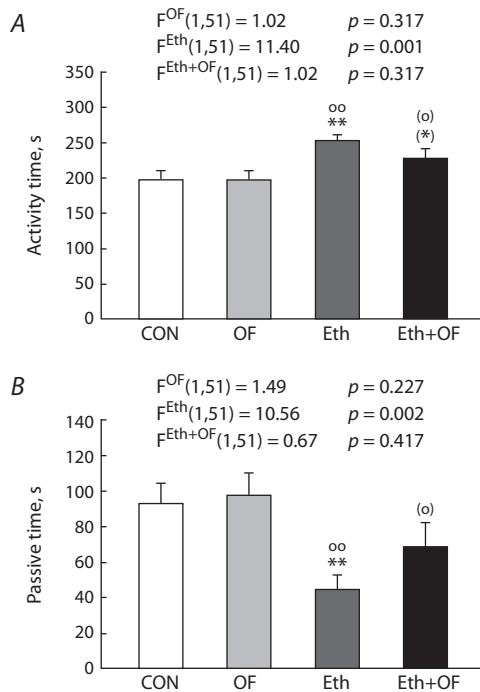 A
F^OF(1,51) = 1.02 p = 0.317
F^Eth(1,51) = 11.40 p = 0.001
F^Eth+OF(1,51) = 1.02 p = 0.317
350
300
250
200
150
100
50
0
Activity time, s
oo
**
(o)
(*)
CON OF Eth Eth+OF
B
F^OF(1,51) = 1.49 p = 0.227
F^Eth(1,51) = 10.56 p = 0.002
F^Eth+OF(1,51) = 0.67 p = 0.417
140
120
100
80
60
40
20
0
Passive time, s
oo
**
(o)
CON OF Eth Eth+OF